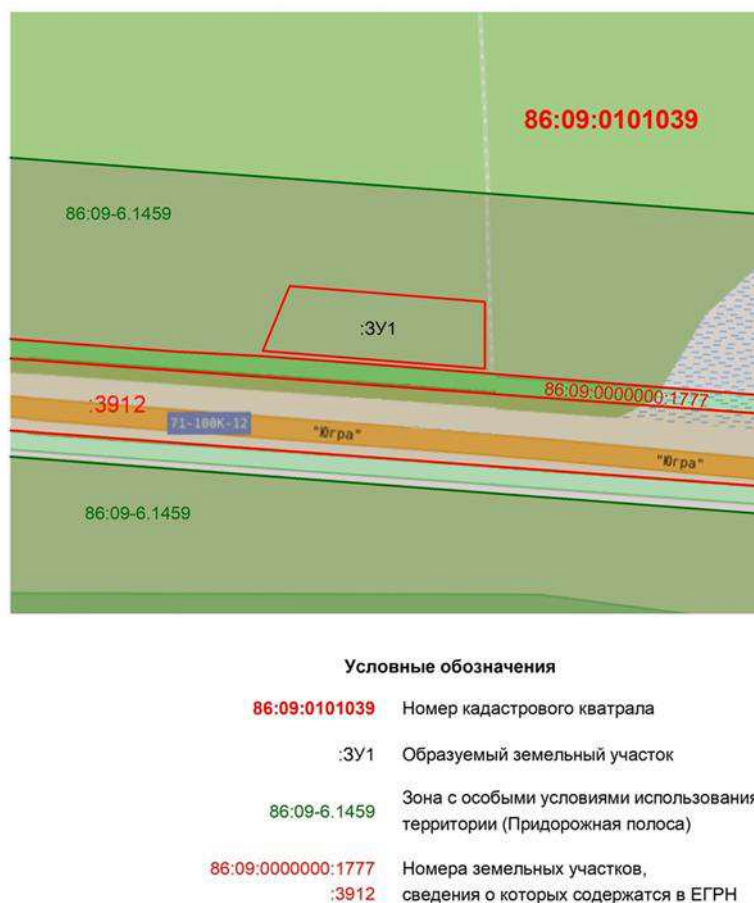 86:09:0101039
86:09-6.1459
:ЗУ1
86:09:0000000:1777
:3912
71-100К-12
"Югра"
"Югра"
86:09-6.1459
Условные обозначения
86:09:0101039 Номер кадастрового кватрала
:ЗУ1 Образуемый земельный участок
86:09-6.1459 Зона с особыми условиями использования
территории (Придорожная полоса)
86:09:0000000:1777 Номера земельных участков,
:3912 сведения о которых содержатся в ЕГРН